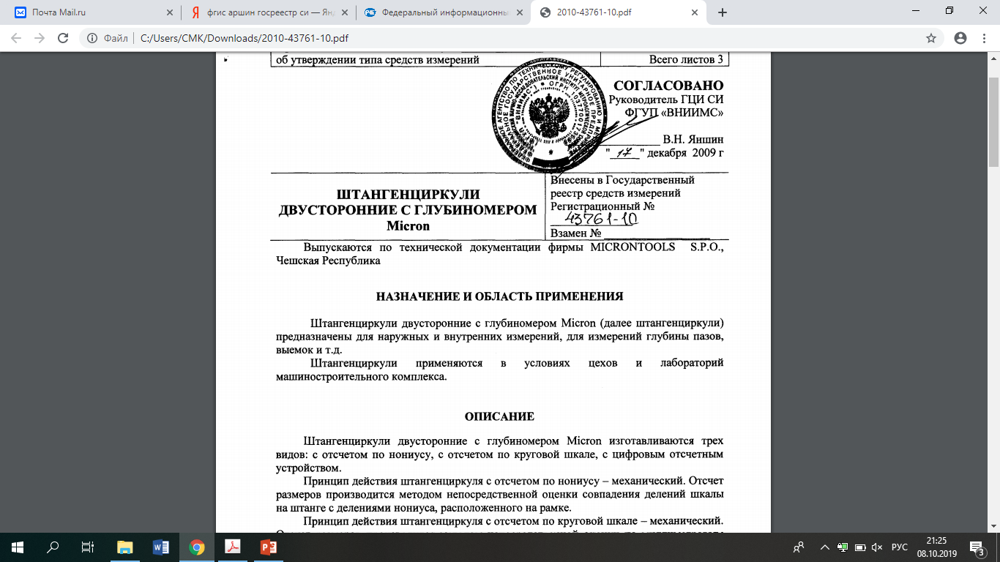 Почта Mail.ru
фгис аршин госреестр си — Ян
Федеральный информационны
2010-43761-10.pdf
Файл C:/Users/CMK/Downloads/2010-43761-10.pdf
об утверждении типа средств измерений Всего листов 3
СОГЛАСОВАНО
Руководитель ГЦИ СИ
ФГУП «ВНИИМС»
В.Н. Яншин
"17" декабря 2009 г
ШТАНГЕНЦИРКУЛИ
ДВУСТОРОННИЕ С ГЛУБИНОМЕРОМ
Micron
Внесены в Государственный
реестр средств измерений
Регистрационный №
43761-10
Взамен №
Выпускаются по технической документации фирмы MICRONTOOLS S.P.O.,
Чешская Республика
НАЗНАЧЕНИЕ И ОБЛАСТЬ ПРИМЕНЕНИЯ
Штангенциркули двусторонние с глубиномером Micron (далее штангенциркули)
предназначены для наружных и внутренних измерений, для измерений глубины пазов,
выемок и т.д.
Штангенциркули применяются в условиях цехов и лабораторий
машиностроительного комплекса.
ОПИСАНИЕ
Штангенциркули двусторонние с глубиномером Micron изготавливаются трех
видов: с отсчетом по нониусу, с отсчетом по круговой шкале, с цифровым отсчетным
устройством.
Принцип действия штангенциркуля с отсчетом по нониусу – механический. Отсчет
размеров производится методом непосредственной оценки совпадения делений шкалы
на штанге с делениями нониуса, расположенного на рамке.
Принцип действия штангенциркуля с отсчетом по круговой шкале – механический.
РУС
21:25
08.10.2019
3